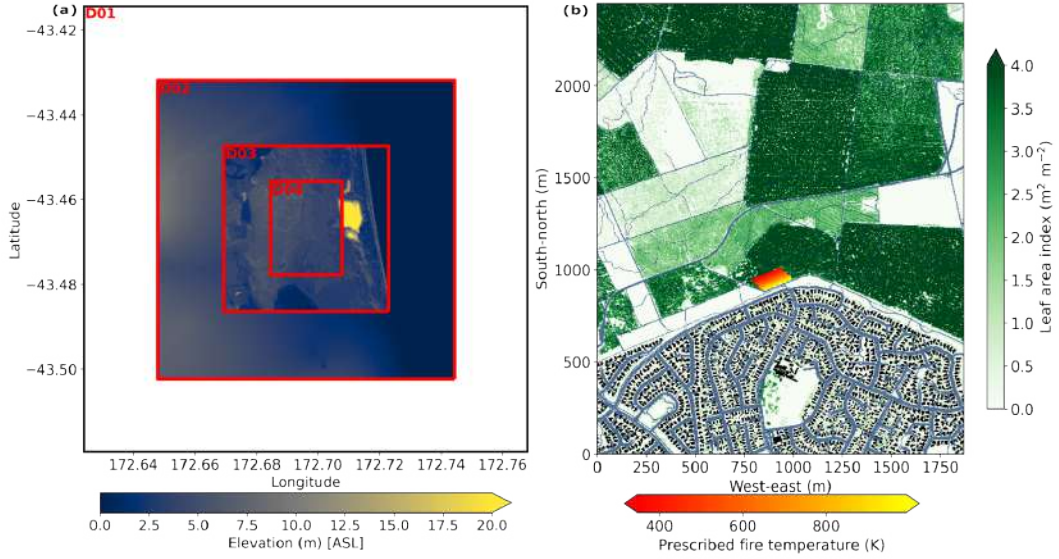 (a)
D01
D02
D03
D04
−43.42
−43.44
−43.46
−43.48
−43.50
Latitude
172.64 172.66 172.68 172.70 172.72 172.74 172.76
Longitude
0.0 2.5 5.0 7.5 10.0 12.5 15.0 17.5 20.0
Elevation (m) [ASL]
(b)
2000
1500
1000
500
0
South-north (m)
0 250 500 750 1000 1250 1500 1750
West-east (m)
400 600 800
Prescribed fire temperature (K)
4.0
3.5
3.0
2.5
2.0
1.5
1.0
0.5
0.0
Leaf area index (m² m⁻²)